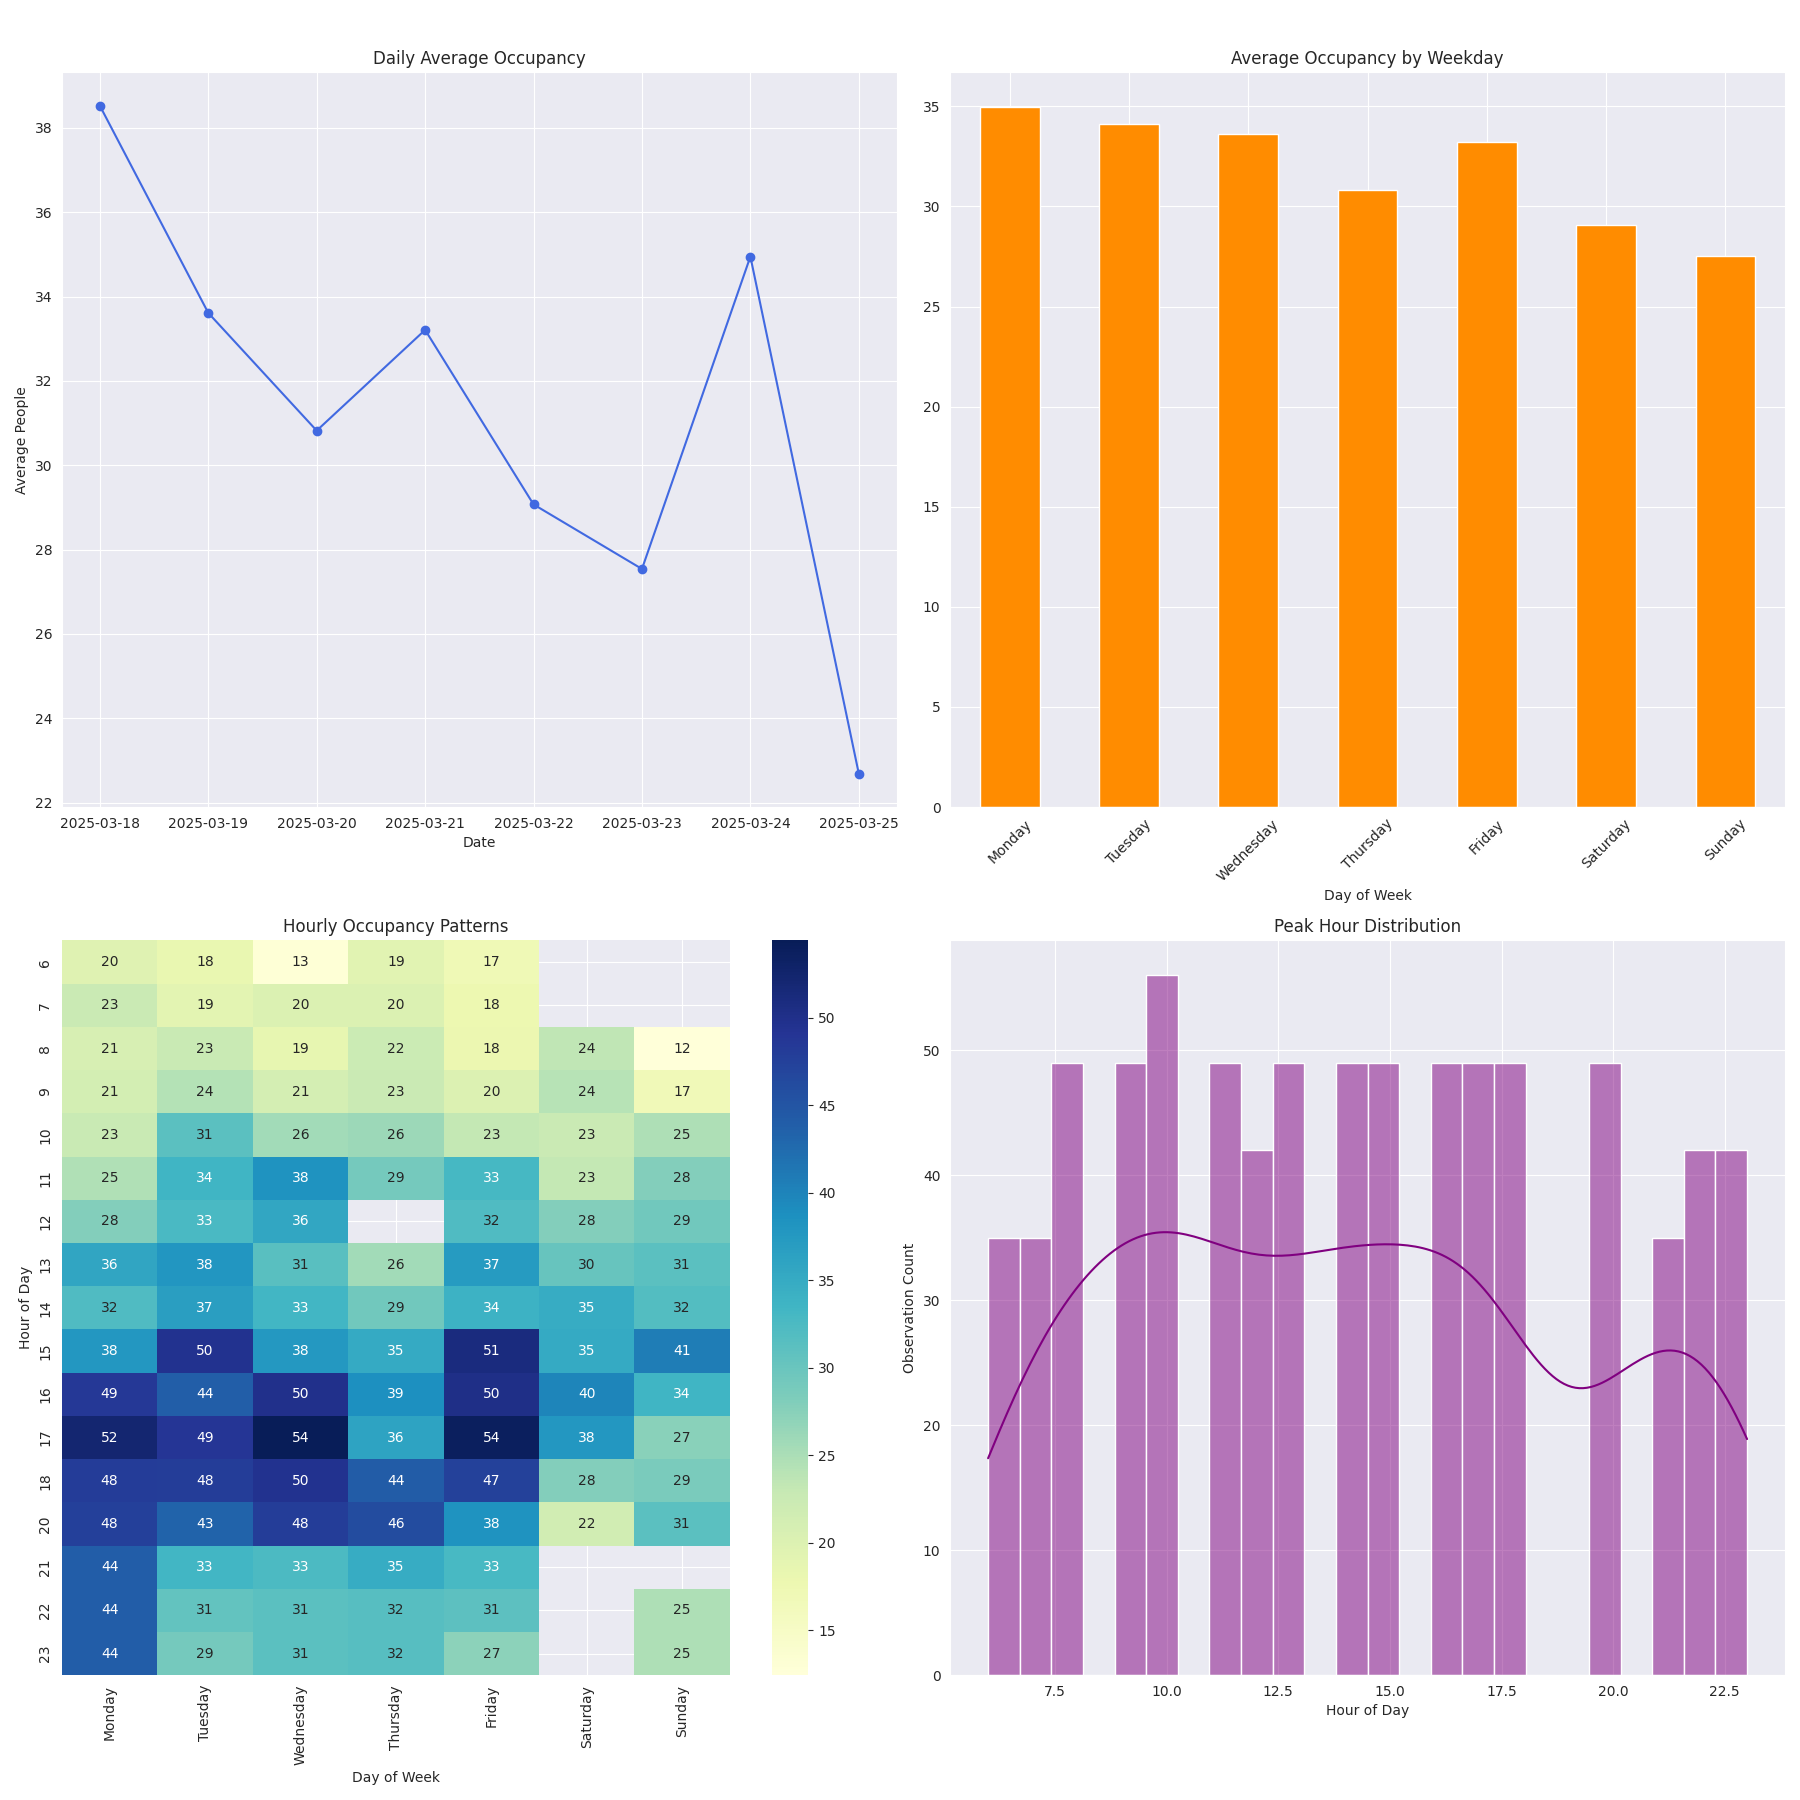 Daily Average Occupancy
38
36
34
32
30
28
26
24
22
Average People
2025-03-18 2025-03-19 2025-03-20 2025-03-21 2025-03-22 2025-03-23 2025-03-24 2025-03-25
Date
Average Occupancy by Weekday
35
30
25
20
15
10
5
0
Monday Tuesday Wednesday Thursday Friday Saturday Sunday
Day of Week
Hourly Occupancy Patterns
Hour of Day
6 20 18 13 19 17
7 23 19 20 20 18
8 21 23 19 22 18 24 12
9 21 24 21 23 20 24 17
10 23 31 26 26 23 23 25
11 25 34 38 29 33 23 28
12 28 33 36 32 28 29
13 36 38 31 26 37 30 31
14 32 37 33 29 34 35 32
15 38 50 38 35 51 35 41
16 49 44 50 39 50 40 34
17 52 49 54 36 54 38 27
18 48 48 50 44 47 28 29
20 48 43 48 46 38 22 31
21 44 33 33 35 33
22 44 31 31 32 31 25
23 44 29 31 32 27 25
Monday Tuesday Wednesday Thursday Friday Saturday Sunday
Day of Week
50
45
40
35
30
25
20
15
Peak Hour Distribution
50
40
30
20
10
0
Observation Count
7.5 10.0 12.5 15.0 17.5 20.0 22.5
Hour of Day